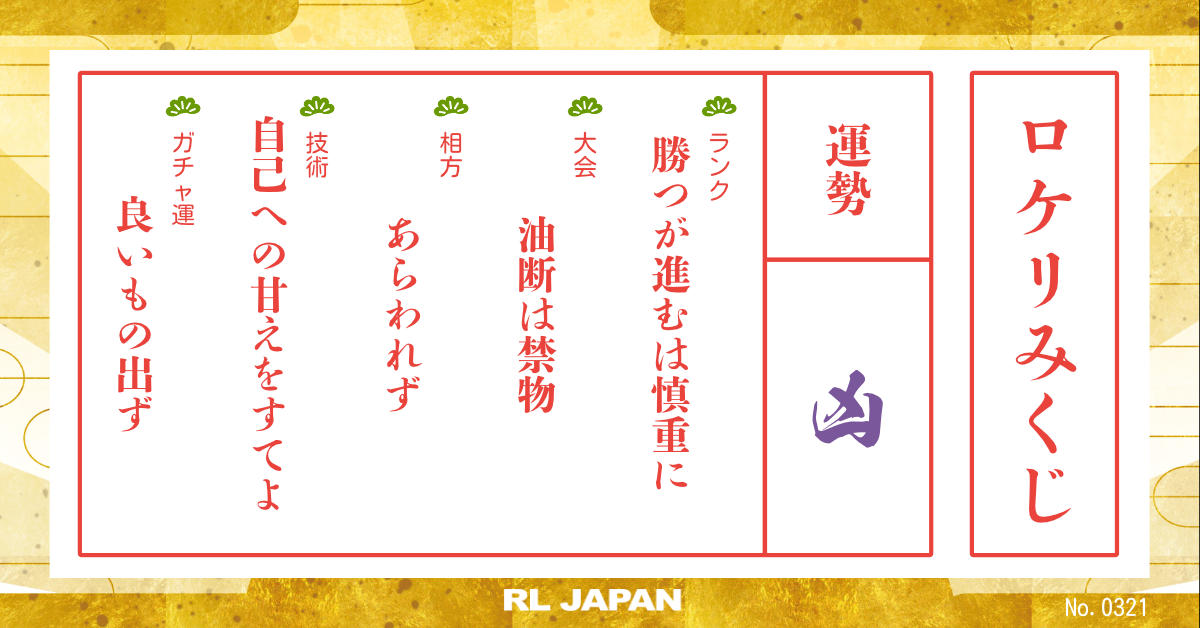 ロケリみくじ
運勢
凶
ランク
勝つが進むは慎重に
大会
油断は禁物
相方
あらわれず
技術
自己への甘えをすてよ
ガチャ運
良いもの出ず
RL JAPAN
No. 0321